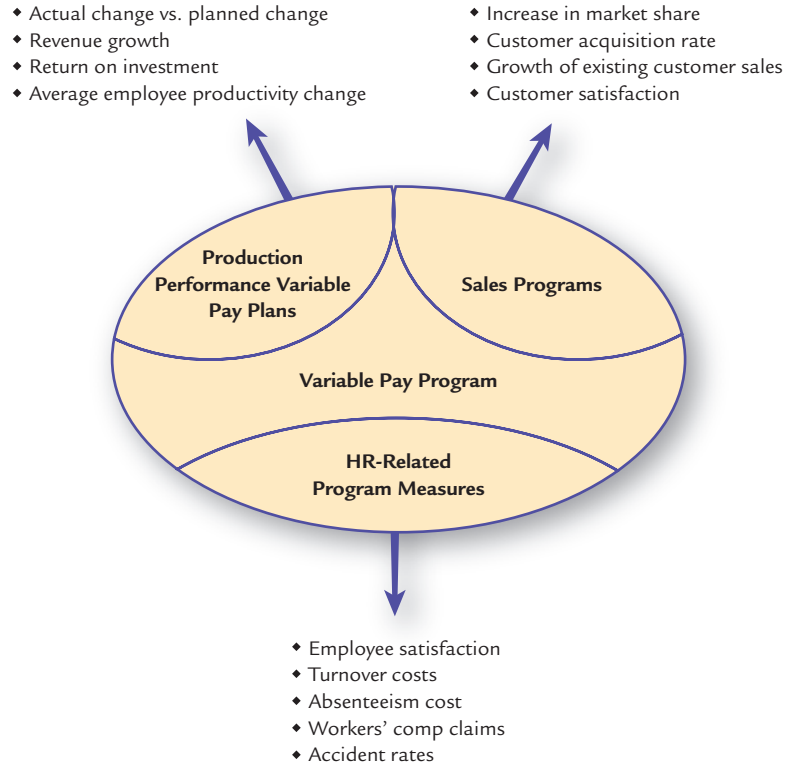 ◆ Actual change vs. planned change
◆ Revenue growth
◆ Return on investment
◆ Average employee productivity change
◆ Increase in market share
◆ Customer acquisition rate
◆ Growth of existing customer sales
◆ Customer satisfaction
Production
Performance Variable
Pay Plans
Sales Programs
Variable Pay Program
HR-Related
Program Measures
◆ Employee satisfaction
◆ Turnover costs
◆ Absenteeism cost
◆ Workers’ comp claims
◆ Accident rates